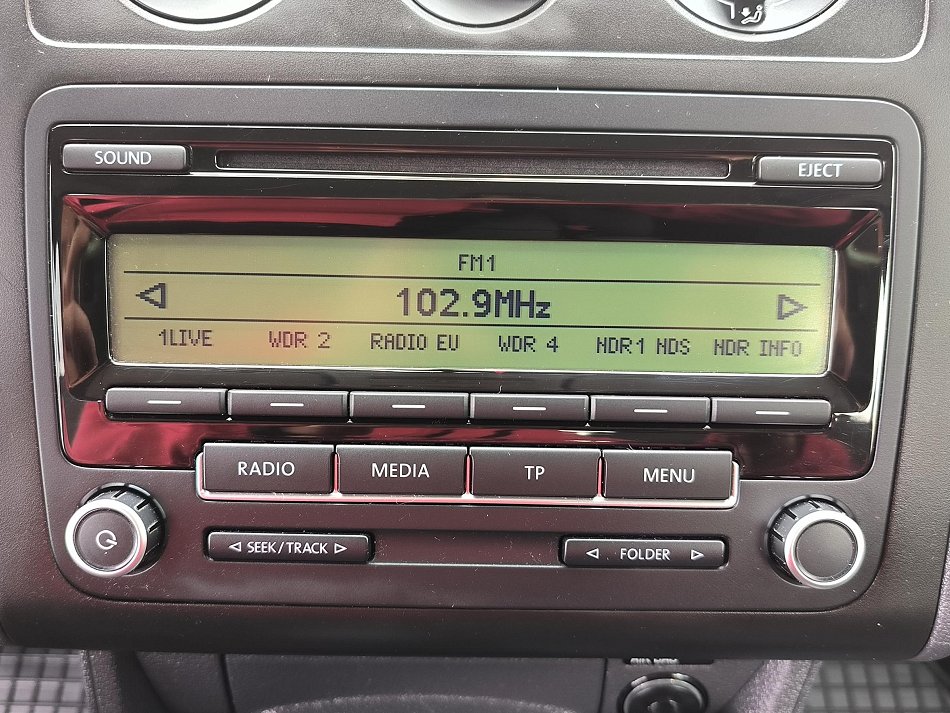 SOUND
EJECT
FM1
102.9MHz
1LIVE WDR 2 RADIO EU WDR 4 NDR1 NDS NDR INFO
RADIO MEDIA TP MENU
SEEK/TRACK
FOLDER